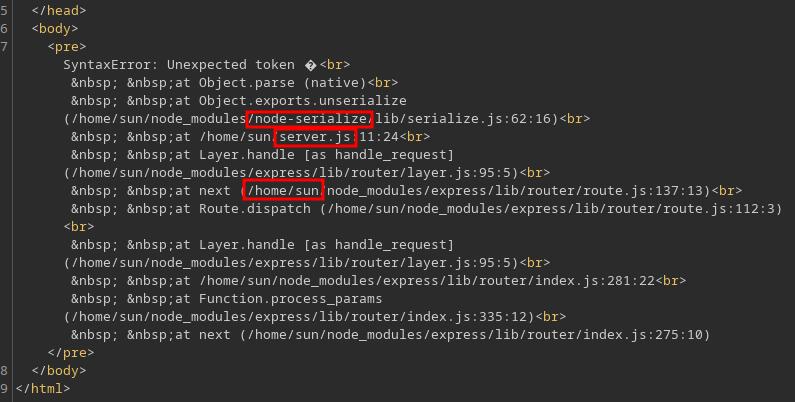 5 </head>
6 <body>
7 <pre>
SyntaxError: Unexpected token �<br>
&nbsp; &nbsp;at Object.parse (native)<br>
&nbsp; &nbsp;at Object.exports.unserialize
(/home/sun/node_modules/node-serialize/lib/serialize.js:62:16)<br>
&nbsp; &nbsp;at /home/sun/server.js:11:24<br>
&nbsp; &nbsp;at Layer.handle [as handle_request]
(/home/sun/node_modules/express/lib/router/layer.js:95:5)<br>
&nbsp; &nbsp;at next (/home/sun/node_modules/express/lib/router/route.js:137:13)<br>
&nbsp; &nbsp;at Route.dispatch (/home/sun/node_modules/express/lib/router/route.js:112:3)
<br>
&nbsp; &nbsp;at Layer.handle [as handle_request]
(/home/sun/node_modules/express/lib/router/layer.js:95:5)<br>
&nbsp; &nbsp;at /home/sun/node_modules/express/lib/router/index.js:281:22<br>
&nbsp; &nbsp;at Function.process_params
(/home/sun/node_modules/express/lib/router/index.js:335:12)<br>
&nbsp; &nbsp;at next (/home/sun/node_modules/express/lib/router/index.js:275:10)
</pre>
8 </body>
9 </html>